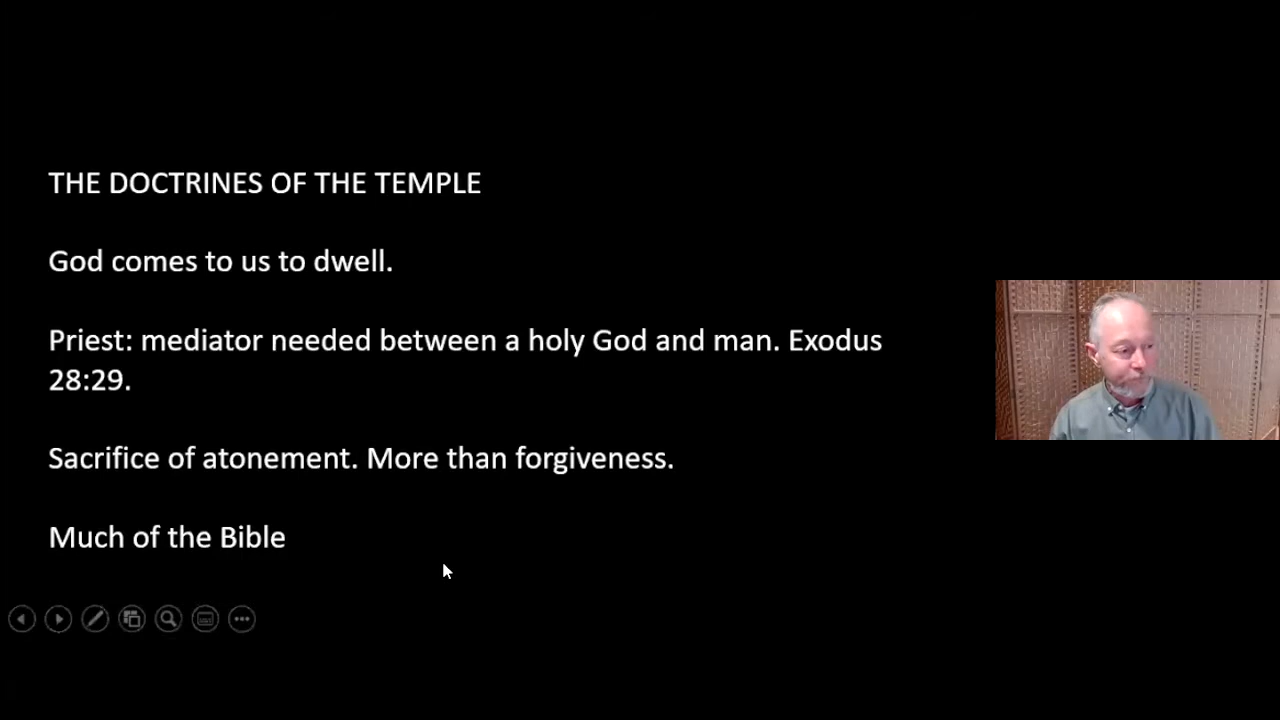 THE DOCTRINES OF THE TEMPLE
God comes to us to dwell.
Priest: mediator needed between a holy God and man. Exodus
28:29.
Sacrifice of atonement. More than forgiveness.
Much of the Bible